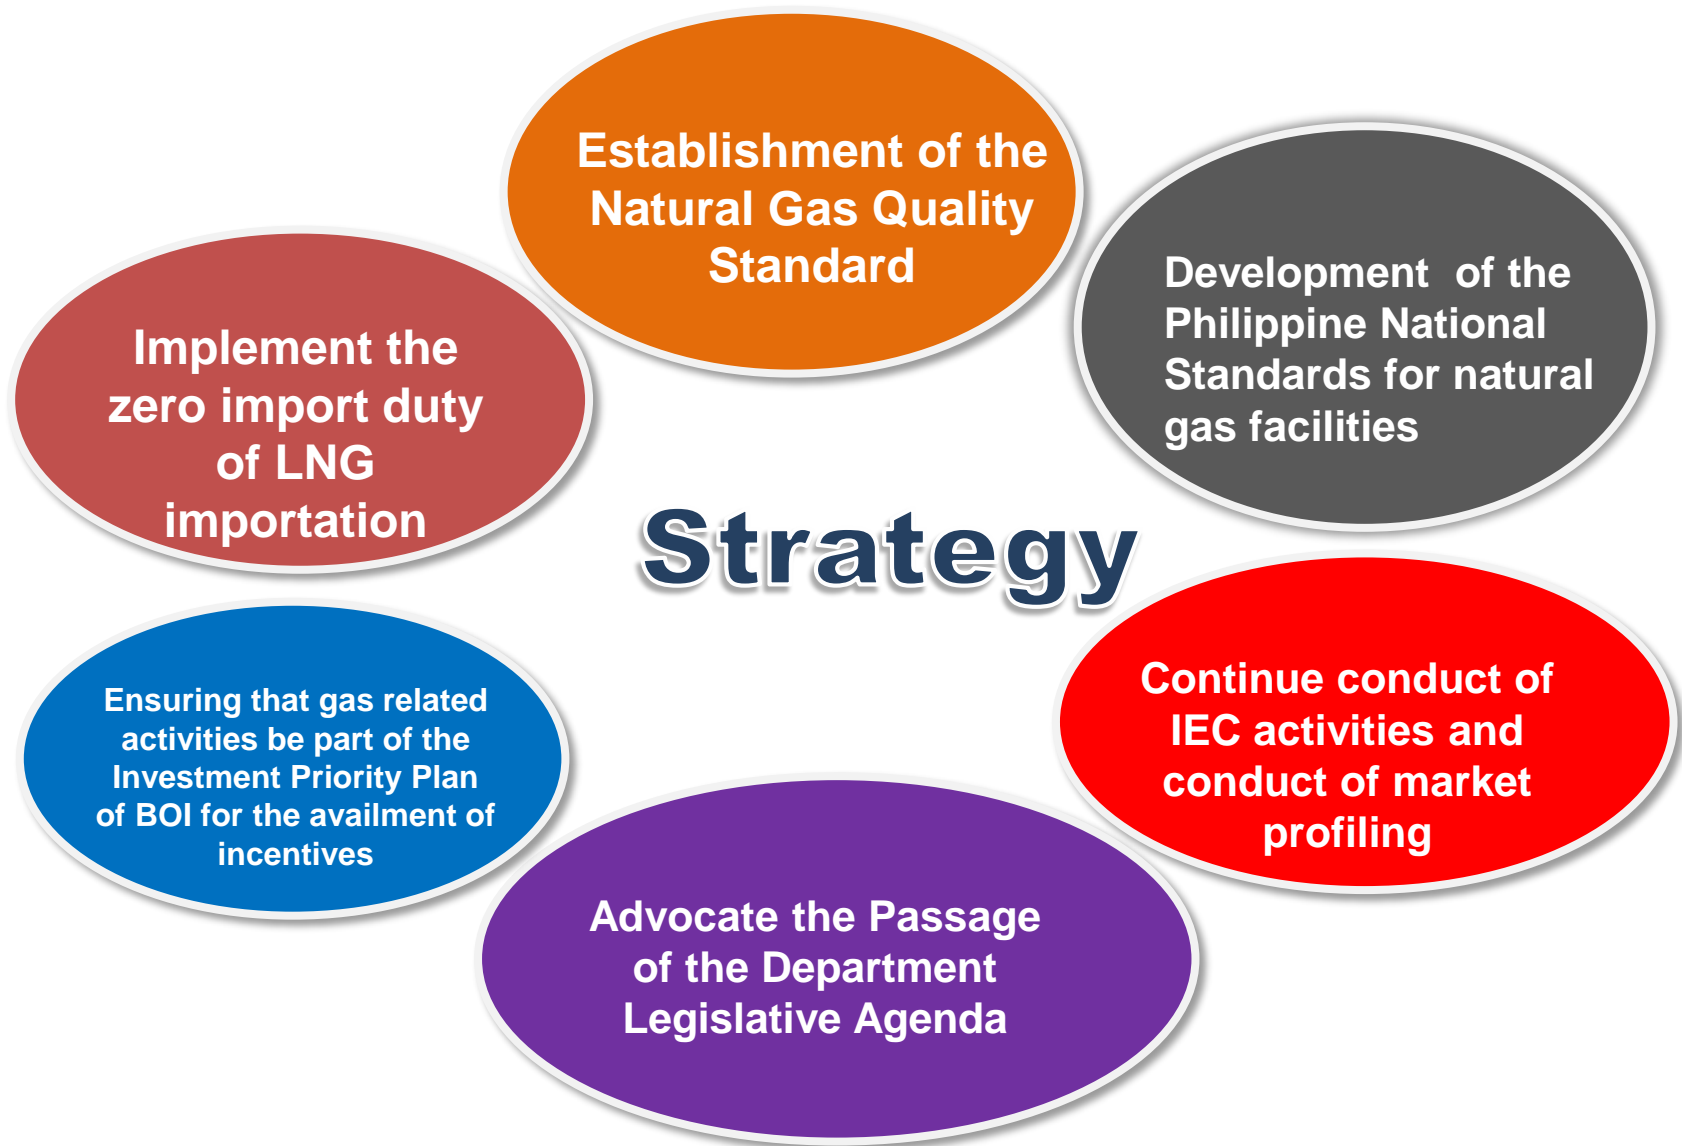 Establishment of the
Natural Gas Quality
Standard
Development of the
Philippine National
Standards for natural
gas facilities
Implement the
zero import duty
of LNG
importation
Strategy
Continue conduct of
IEC activities and
conduct of market
profiling
Ensuring that gas related
activities be part of the
Investment Priority Plan
of BOI for the availment of
incentives
Advocate the Passage
of the Department
Legislative Agenda